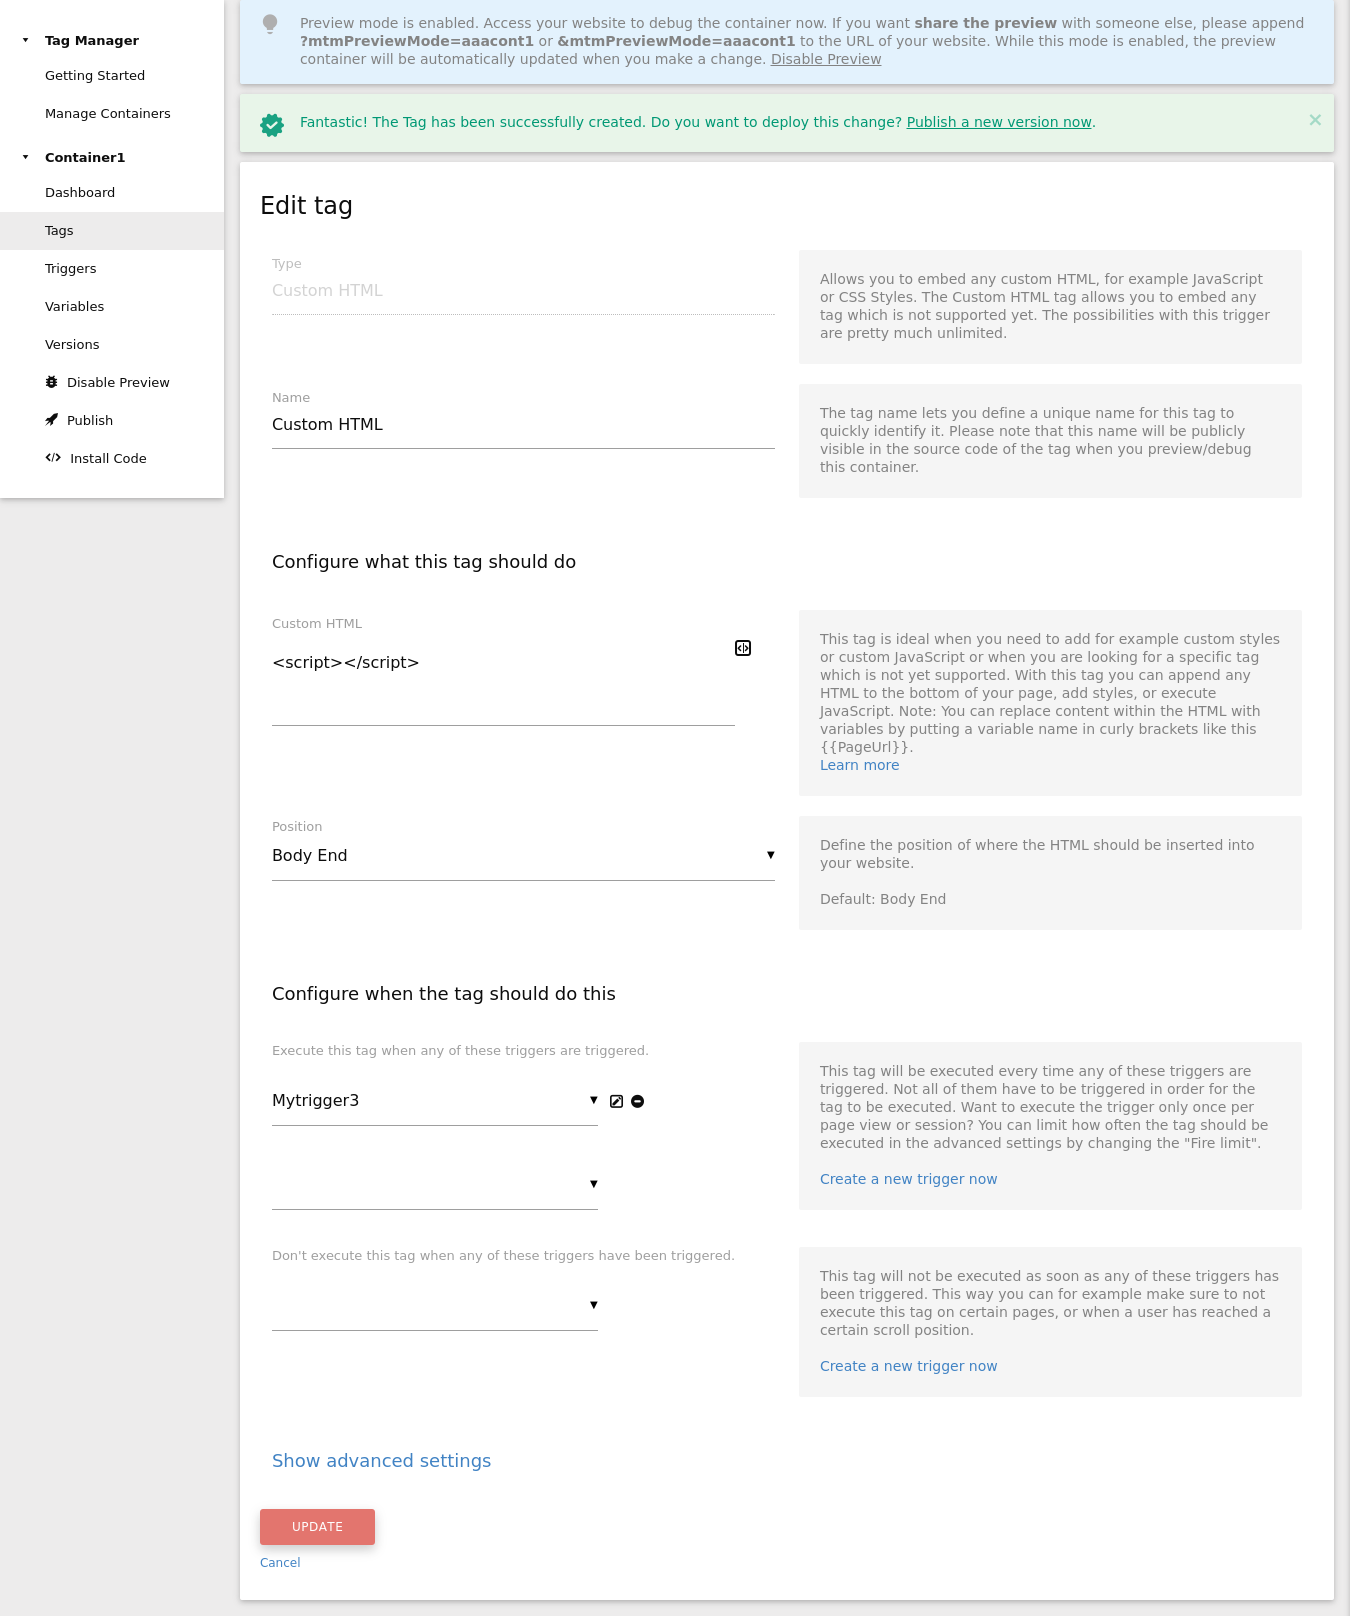 Tag Manager
Getting Started
Manage Containers
Container1
Dashboard
Tags
Triggers
Variables
Versions
Disable Preview
Publish
Install Code
Preview mode is enabled. Access your website to debug the container now. If you want share the preview with someone else, please append
?mtmPreviewMode=aaacont1 or &mtmPreviewMode=aaacont1 to the URL of your website. While this mode is enabled, the preview
container will be automatically updated when you make a change. Disable Preview
Fantastic! The Tag has been successfully created. Do you want to deploy this change? Publish a new version now.
Edit tag
Type
Custom HTML
Allows you to embed any custom HTML, for example JavaScript
or CSS Styles. The Custom HTML tag allows you to embed any
tag which is not supported yet. The possibilities with this trigger
are pretty much unlimited.
Name
Custom HTML
The tag name lets you define a unique name for this tag to
quickly identify it. Please note that this name will be publicly
visible in the source code of the tag when you preview/debug
this container.
Configure what this tag should do
Custom HTML
<script></script>
This tag is ideal when you need to add for example custom styles
or custom JavaScript or when you are looking for a specific tag
which is not yet supported. With this tag you can append any
HTML to the bottom of your page, add styles, or execute
JavaScript. Note: You can replace content within the HTML with
variables by putting a variable name in curly brackets like this
{{PageUrl}}.
Learn more
Position
Body End
Define the position of where the HTML should be inserted into
your website.
Default: Body End
Configure when the tag should do this
Execute this tag when any of these triggers are triggered.
Mytrigger3
This tag will be executed every time any of these triggers are
triggered. Not all of them have to be triggered in order for the
tag to be executed. Want to execute the trigger only once per
page view or session? You can limit how often the tag should be
executed in the advanced settings by changing the "Fire limit".
Create a new trigger now
Don't execute this tag when any of these triggers have been triggered.
This tag will not be executed as soon as any of these triggers has
been triggered. This way you can for example make sure to not
execute this tag on certain pages, or when a user has reached a
certain scroll position.
Create a new trigger now
Show advanced settings
UPDATE
Cancel